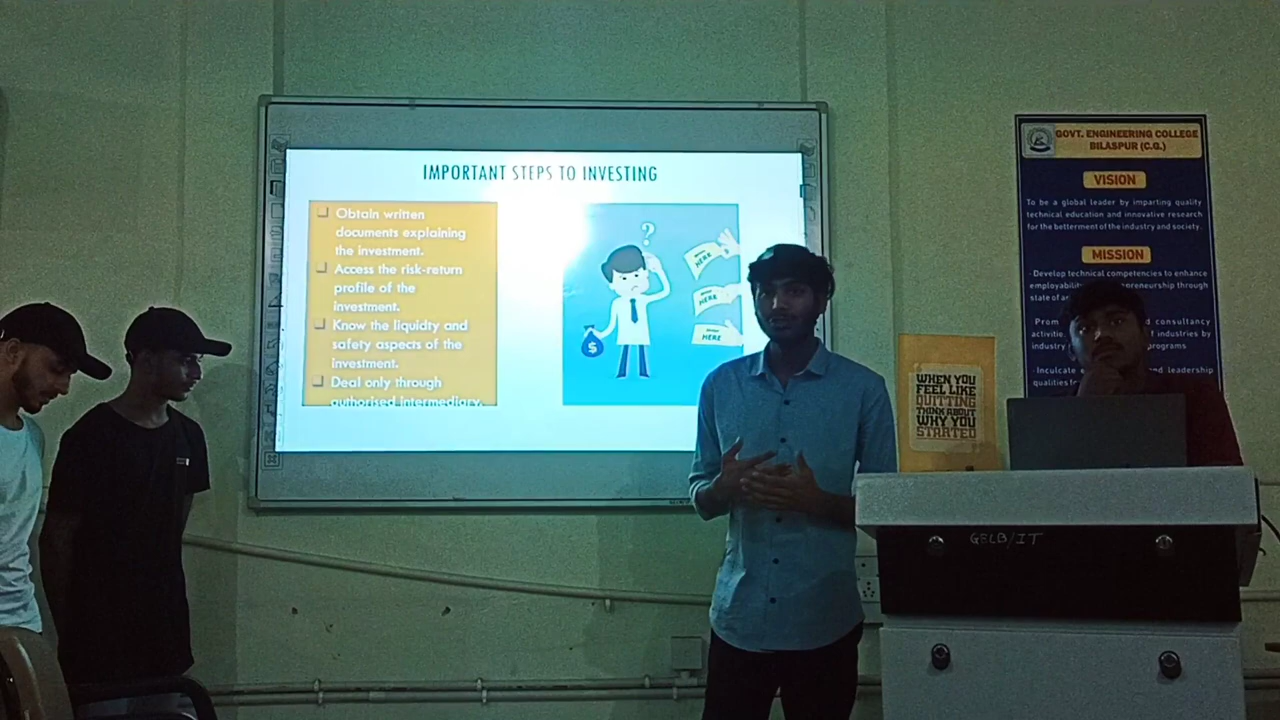 IMPORTANT STEPS TO INVESTING
Obtain written
documents explaining
the investment.
Access the risk-return
profile of the
investment.
Know the liquidty and
safety aspects of the
investment.
Deal only through
authorised intermediary.
HERE
HERE
HERE
$
?
GOVT. ENGINEERING COLLEGE
BILASPUR (C.G.)
VISION
To be a global leader by imparting quality
technical education and innovative research
for the betterment of the industry and society.
MISSION
- Develop technical competencies to enhance
employability preneurship through
state of
consultancy
industries by
industry programs
- Inculcate leadership
qualities
WHEN YOU
FEEL LIKE
QUITTING
THINK ABOUT
WHY YOU
STARTED
GELB/IT